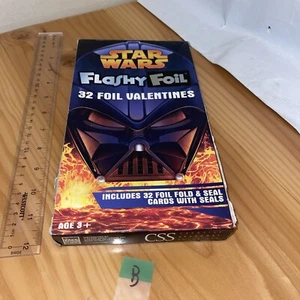 STAR
WARS
Flashy Foil
32 FOIL VALENTINES
INCLUDES 32 FOIL FOLD & SEAL
CARDS WITH SEALS
AGE 3+
CSS
B